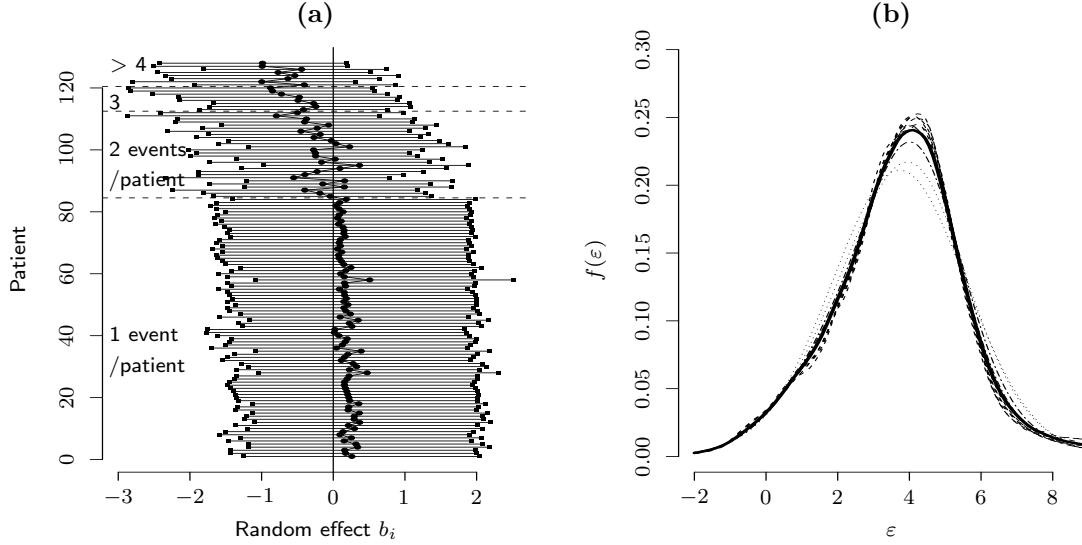 (a)
> 4
3
2 events
/patient
1 event
/patient
Patient
0
20
40
60
80
100
120
−3
−2
−1
0
1
2
Random effect bᵢ
(b)
f(ε)
0.00
0.05
0.10
0.15
0.20
0.25
0.30
−2
0
2
4
6
8
ε